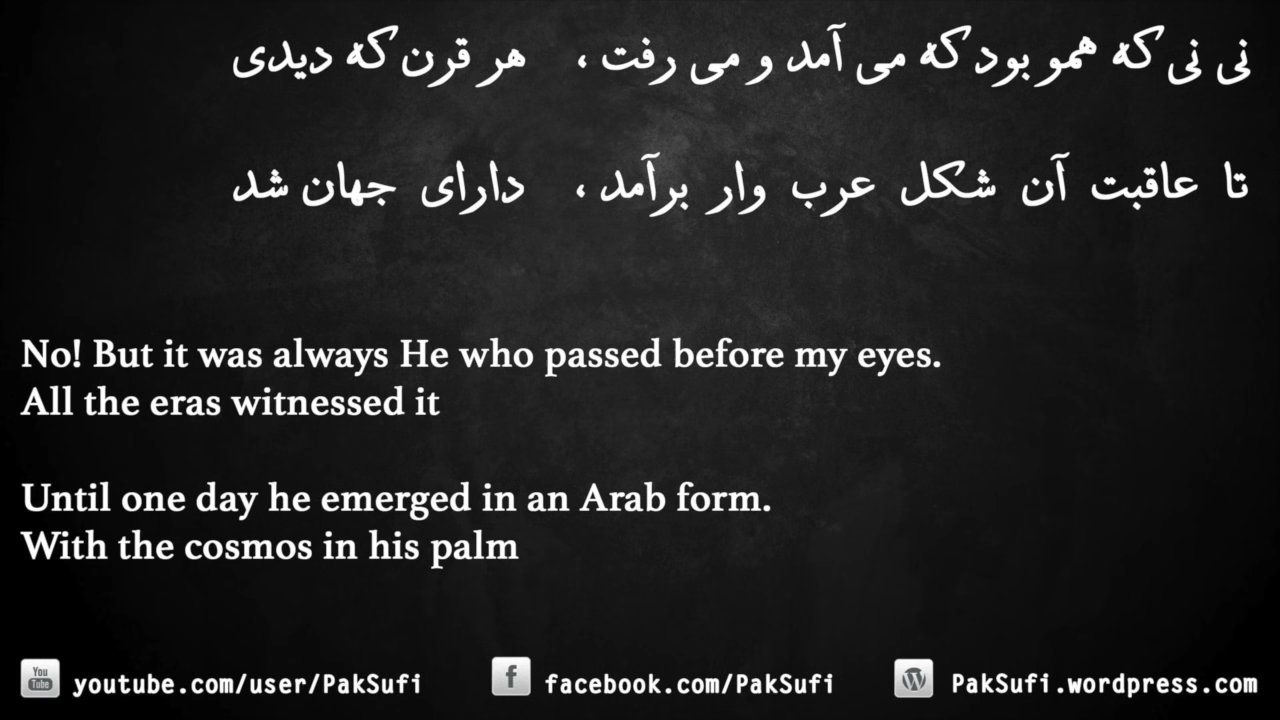 نی نی که همو بود که می آمد و می رفت ، هر قرن که دیدی
تا عاقبت آن شکل عرب وار برآمد ، دارای جهان شد
No! But it was always He who passed before my eyes.
All the eras witnessed it
Until one day he emerged in an Arab form.
With the cosmos in his palm
You Tube youtube.com/user/PakSufi f facebook.com/PakSufi W PakSufi.wordpress.com